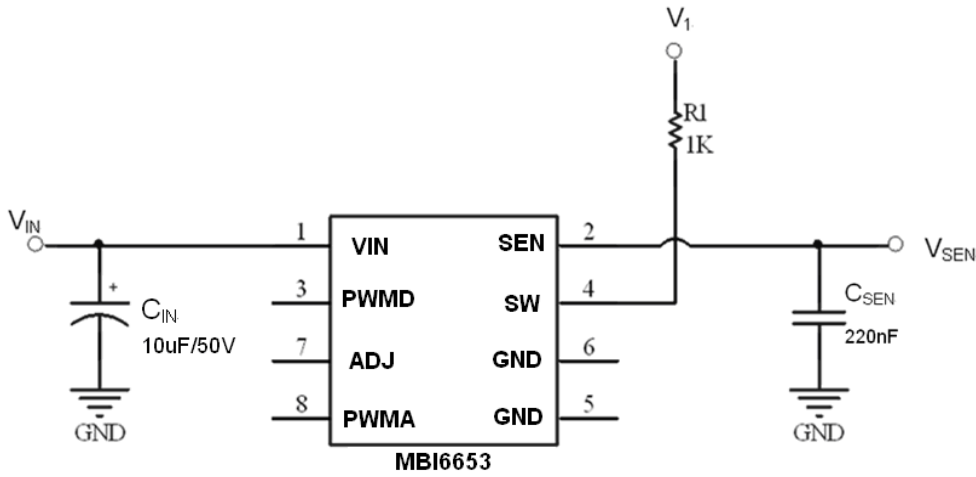 V1
R1
1K
VIN
1
VIN
SEN
2
VSEN
+
CIN
10uF/50V
3
PWMD
SW
4
CSEN
220nF
7
ADJ
GND
6
8
PWMA
GND
5
GND
GND
MBI6653